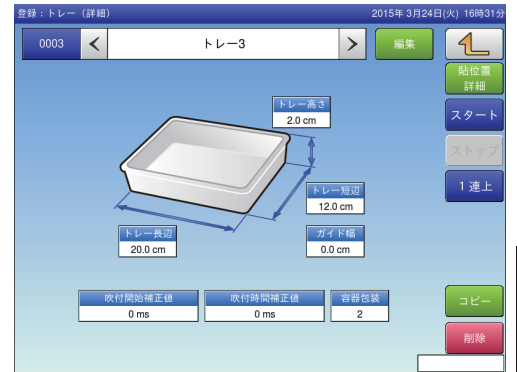 登録：トレー（詳細）
2015年 3月24日(火) 16時31分
0003
トレー3
編集
貼位置
詳細
スタート
ストップ
1連上
トレー高さ
2.0 cm
トレー短辺
12.0 cm
トレー長辺
20.0 cm
ガイド幅
0.0 cm
吹付開始補正値
0 ms
吹付時間補正値
0 ms
容器包装
2
コピー
削除